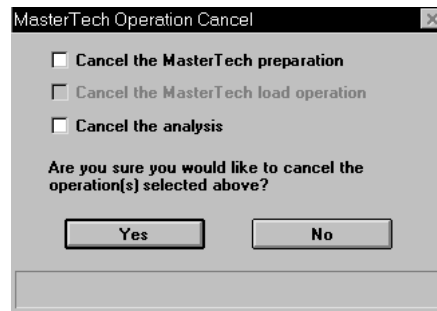 MasterTech Operation Cancel
Cancel the MasterTech preparation
Cancel the MasterTech load operation
Cancel the analysis
Are you sure you would like to cancel the
operation(s) selected above?
Yes No